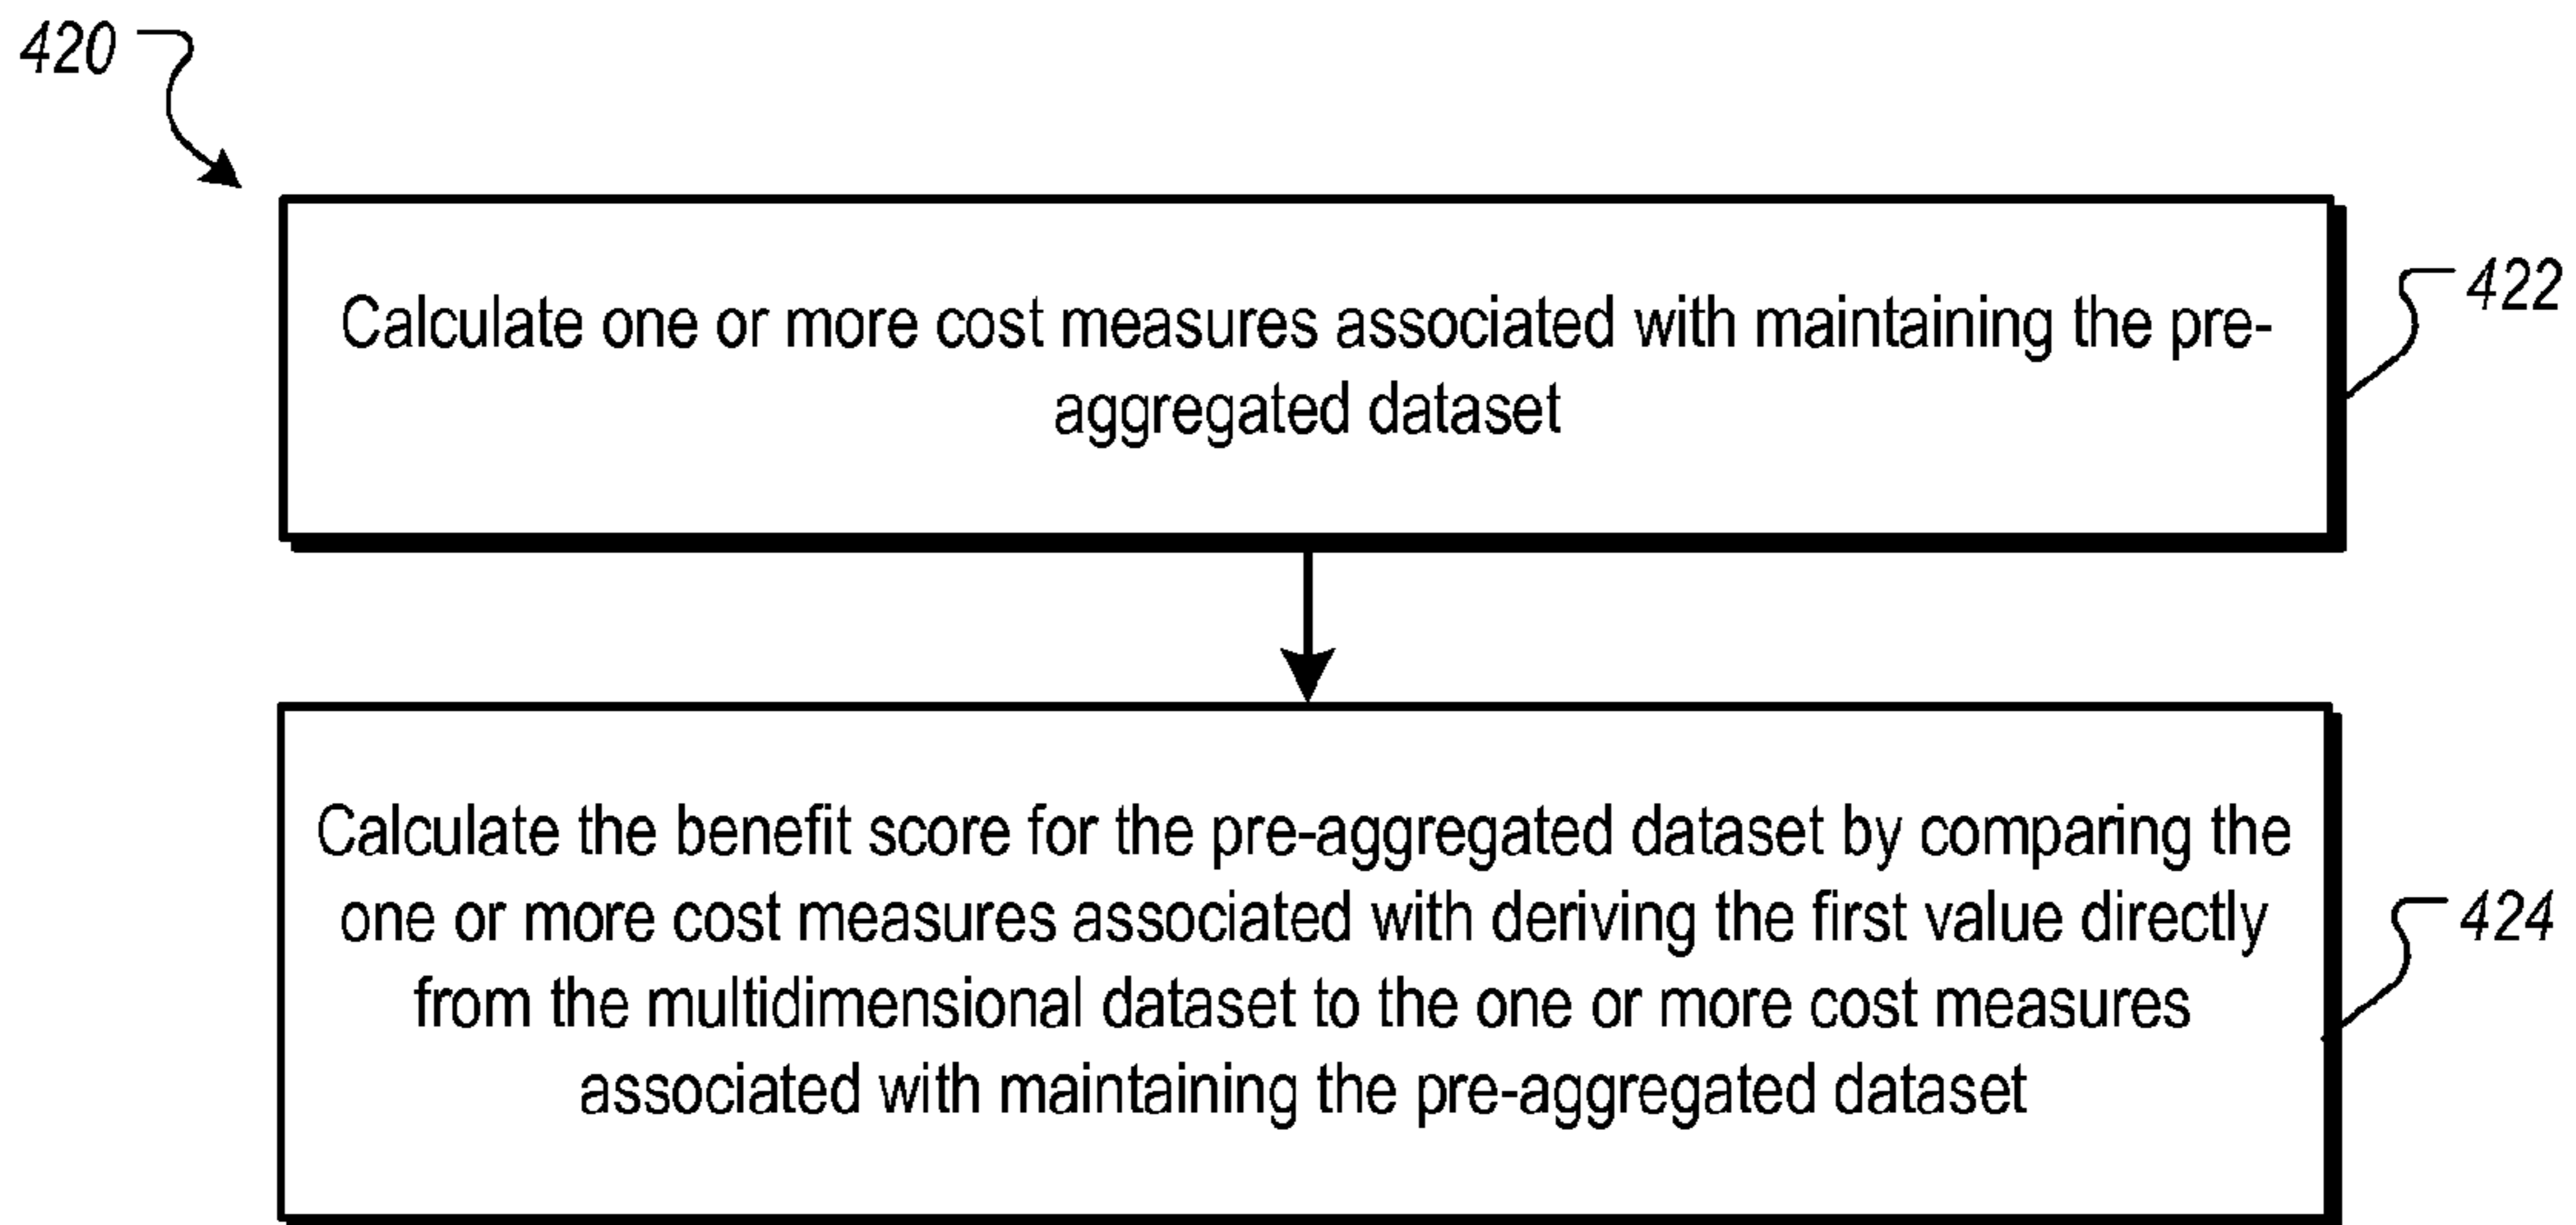 420
Calculate one or more cost measures associated with maintaining the pre-
aggregated dataset
422
Calculate the benefit score for the pre-aggregated dataset by comparing the
one or more cost measures associated with deriving the first value directly
from the multidimensional dataset to the one or more cost measures
associated with maintaining the pre-aggregated dataset
424